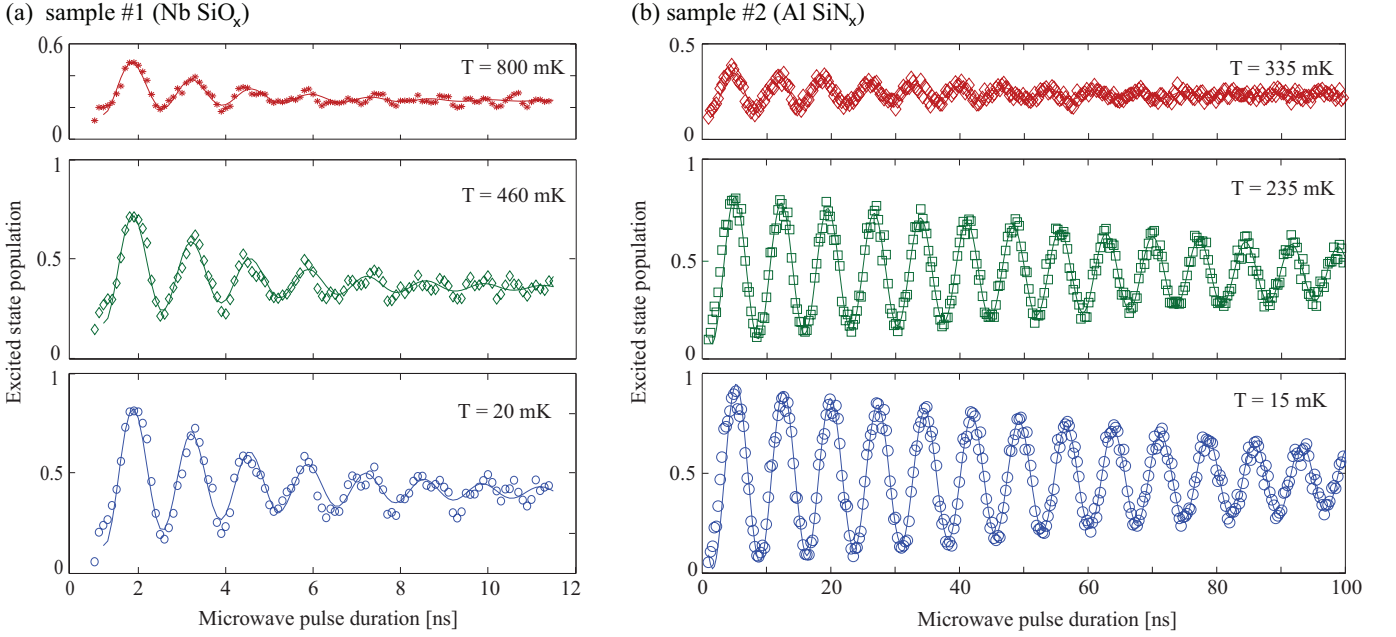 (a) sample #1 (Nb SiOx)
0.6
0
T = 800 mK
1
0.5
0
T = 460 mK
1
0.5
0
T = 20 mK
0 2 4 6 8 10 12
Microwave pulse duration [ns]
Excited state population
(b) sample #2 (Al SiNx)
0.5
0
T = 335 mK
1
0.5
0
T = 235 mK
1
0.5
0
T = 15 mK
0 10 20 30 40 60 80 100
Microwave pulse duration [ns]
Excited state population